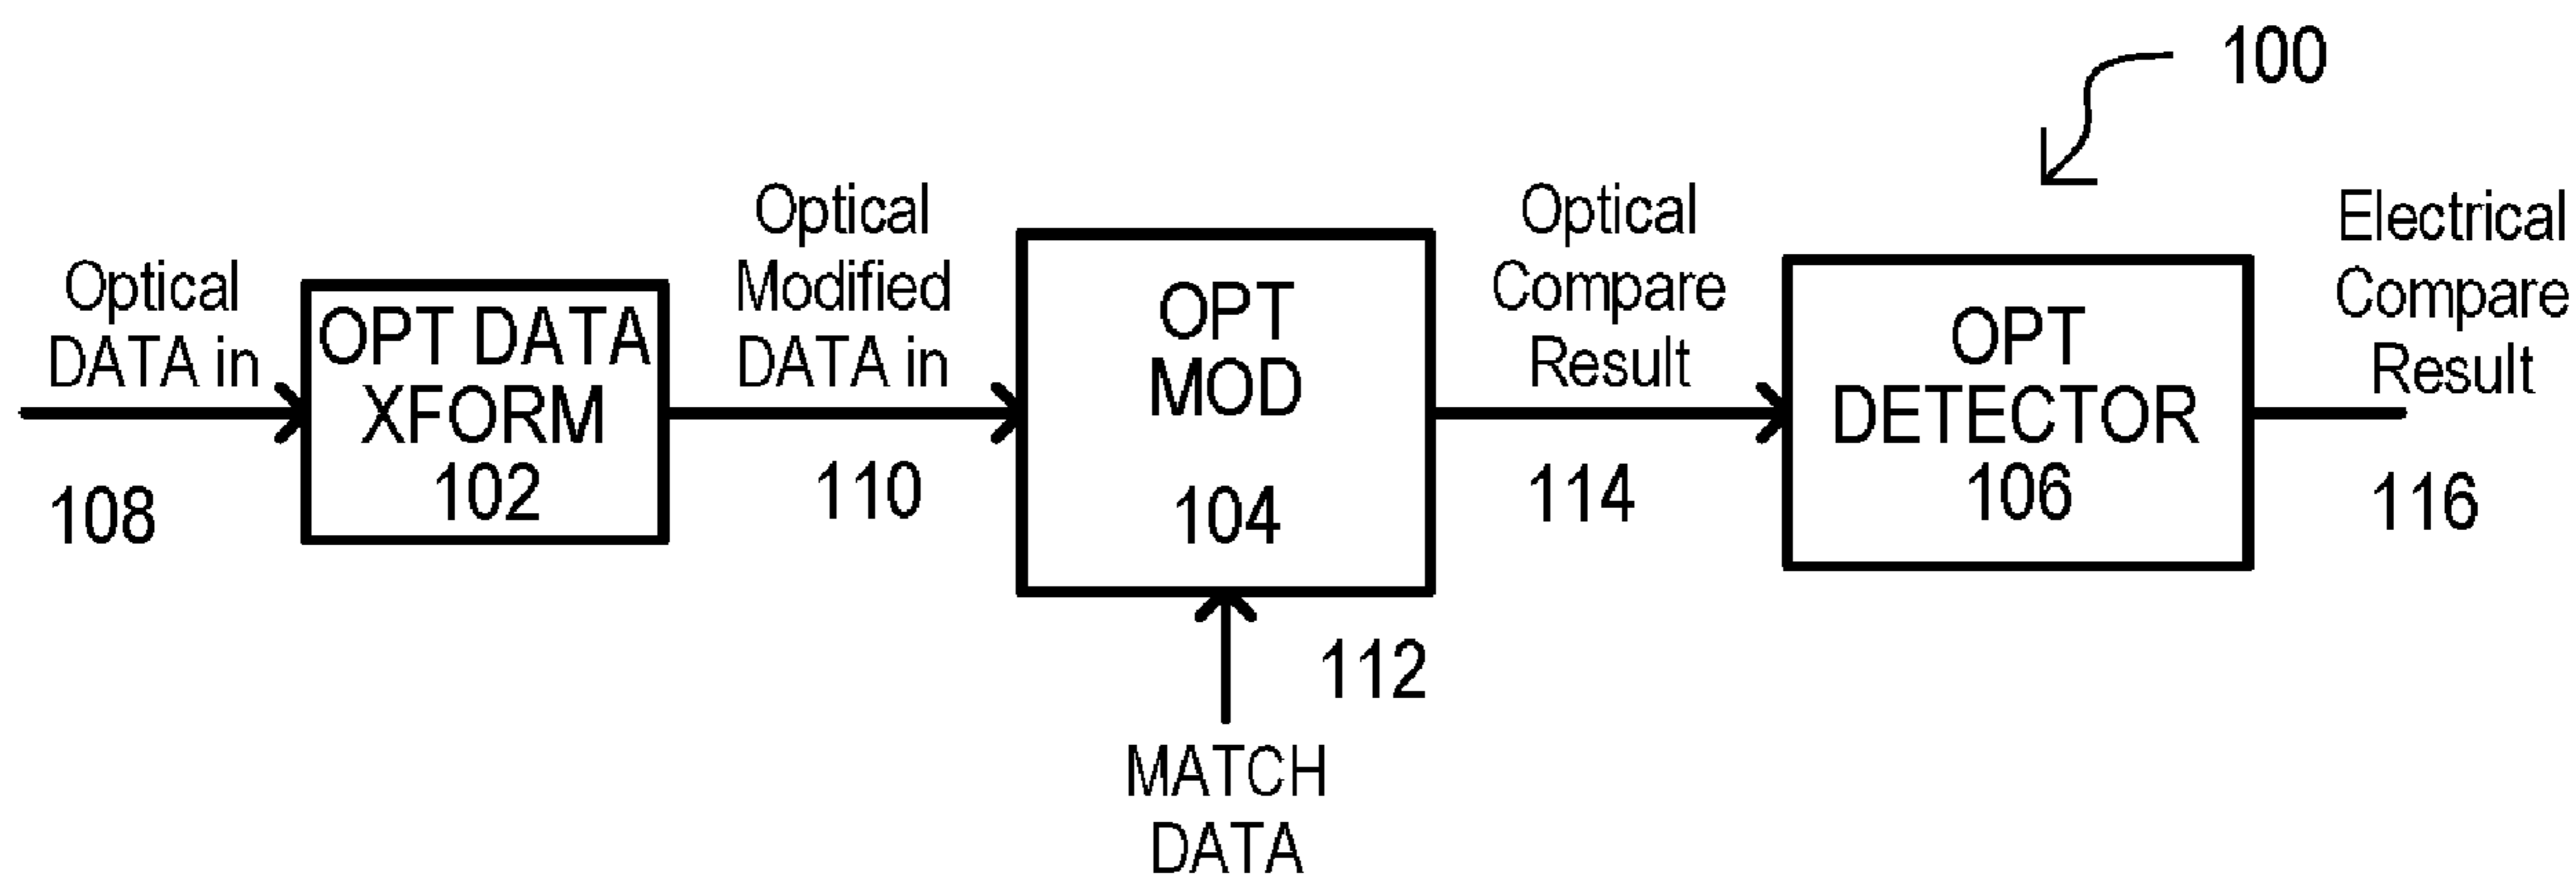 100
Optical
DATA in
108
OPT DATA
XFORM
102
Optical
Modified
DATA in
110
OPT
MOD
104
112
MATCH
DATA
Optical
Compare
Result
114
OPT
DETECTOR
106
Electrical
Compare
Result
116